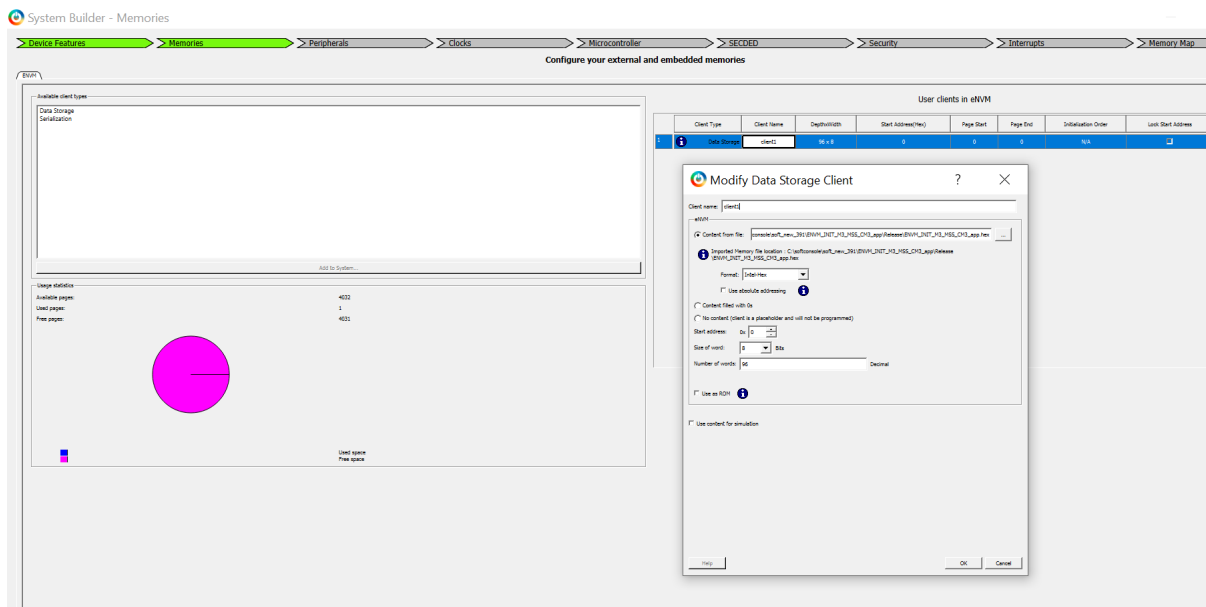 System Builder - Memories
Device Features Memories Peripherals Clocks Microcontroller SECDED Security Interrupts Memory Map
Configure your external and embedded memories
ENVM
Available client types
Data Storage
Serialization
Add to System...
Usage statistics
Available pages: 4032
Used pages: 1
Free pages: 4031
Used space
Free space
User clients in eNVM
Client Type Client Name DepthxWidth Start Address(Hex) Page Start Page End Initialization Order Lock Start Address
1 Data Storage client1 96 x 8 0 0 0 N/A
Modify Data Storage Client ? X
Client name: client1
eNVM
Content from file: console\soft_new_391\ENVM_INIT_M3_MSS_CM3_app\Release\ENVM_INIT_M3_MSS_CM3_app.hex ...
Imported Memory file location : C:\softconsole\soft_new_391\ENVM_INIT_M3_MSS_CM3_app\Release
\ENVM_INIT_M3_MSS_CM3_app.hex
Format: Intel-Hex
Use absolute addressing
Content filled with 0s
No content (client is a placeholder and will not be programmed)
Start address: 0x 0
Size of word: 8 Bits
Number of words: 96 Decimal
Use as ROM
Use content for simulation
Help OK Cancel